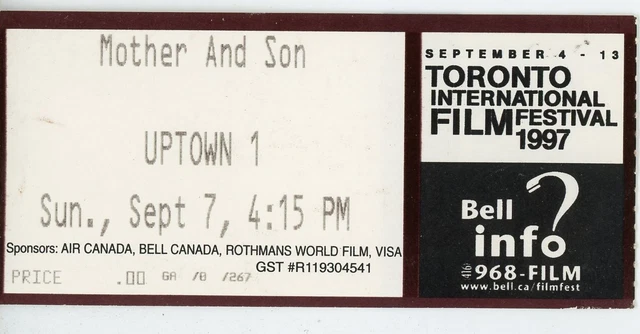 Mother And Son
UPTOWN 1
Sun., Sept 7, 4:15 PM
Sponsors: AIR CANADA, BELL CANADA, ROTHMANS WORLD FILM, VISA
GST #R119304541
PRICE .00 GA /0 /267
SEPTEMBER 4 - 13
TORONTO
INTERNATIONAL
FILM FESTIVAL
1997
Bell
info
(416) 968-FILM
www.bell.ca/filmfest